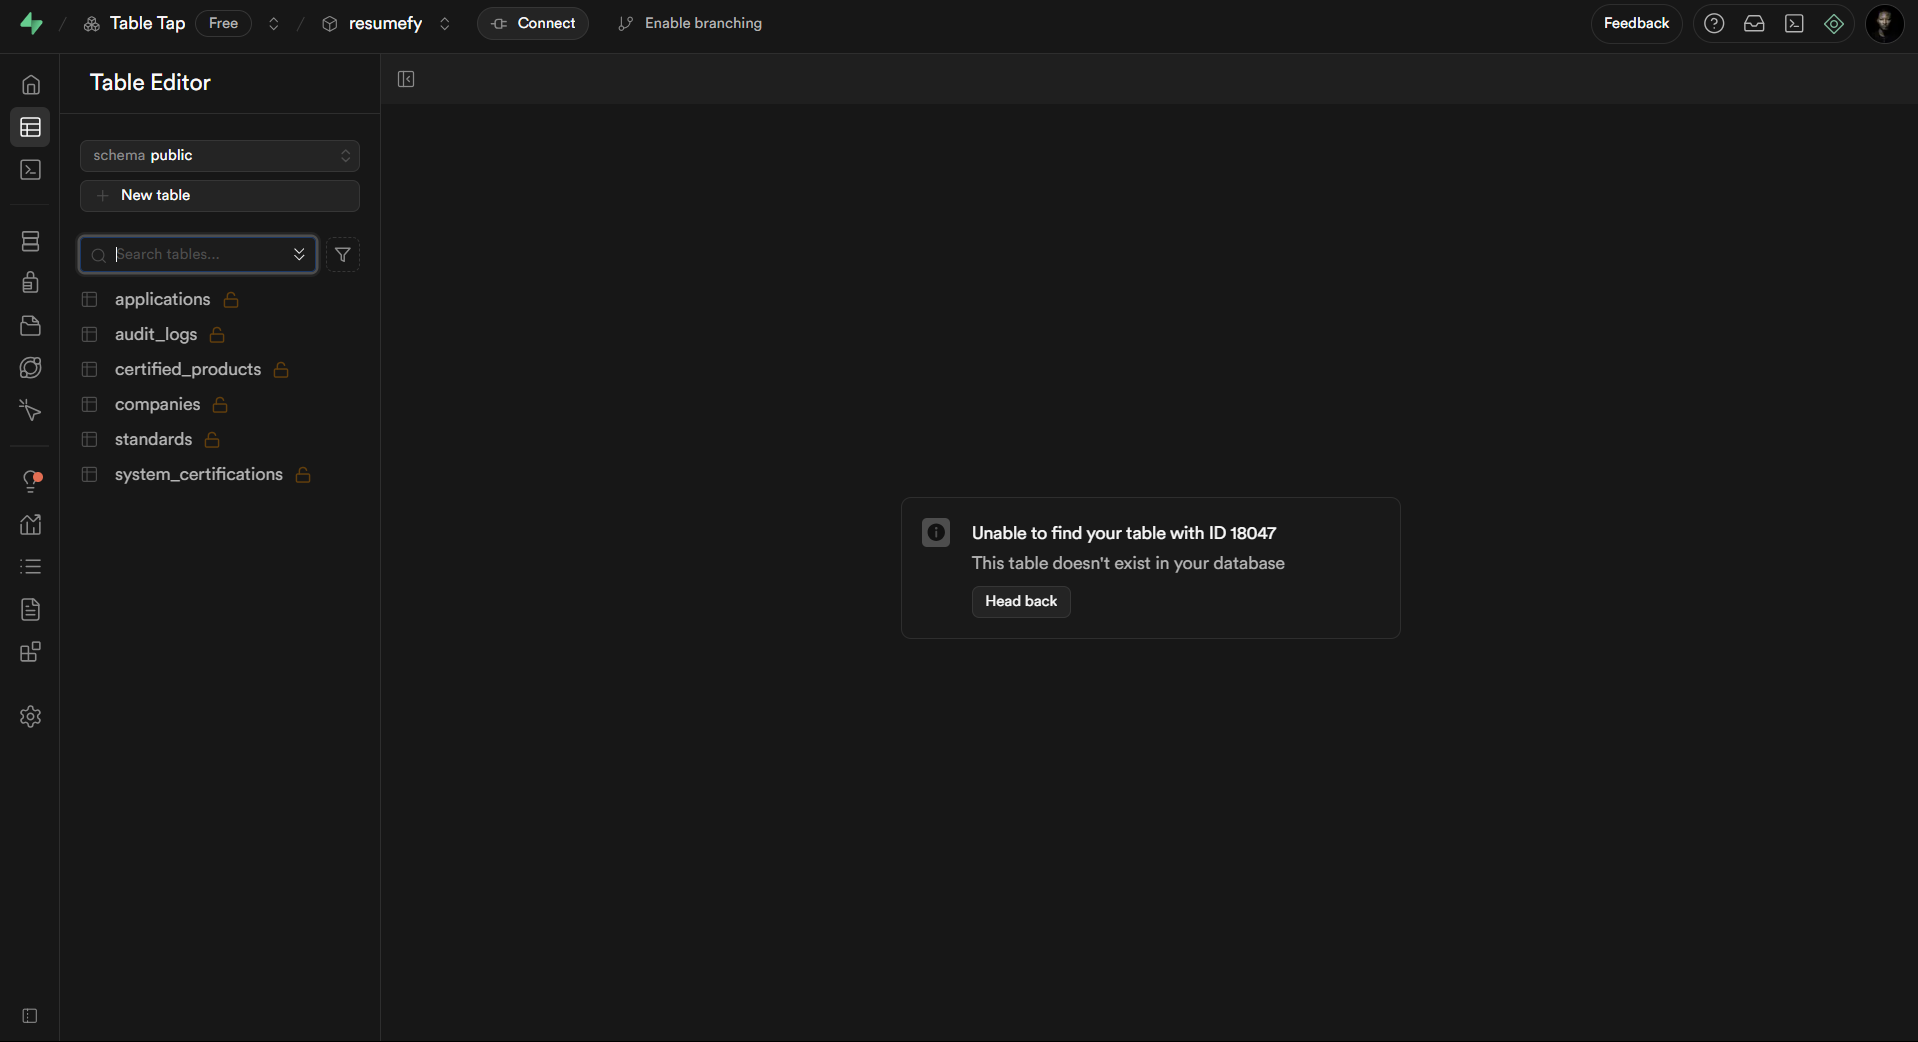 Table Tap Free resumefy Connect Enable branching Feedback
Table Editor
schema public
New table
Search tables...
applications
audit_logs
certified_products
companies
standards
system_certifications
Unable to find your table with ID 18047
This table doesn't exist in your database
Head back